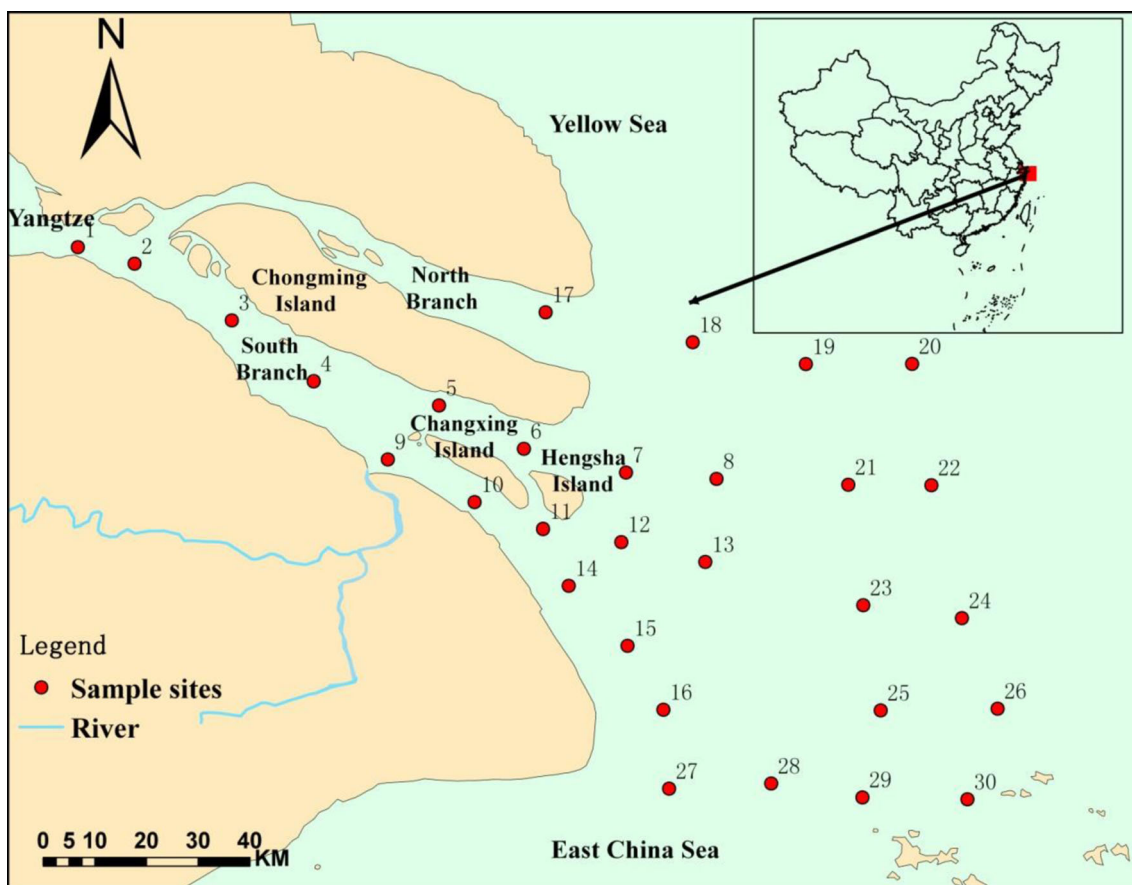 N
Yellow Sea
Yangtze
1
2
Chongming
Island
North
Branch
17
18
3
19
20
South
Branch
4
5
Changxing
Island
6
Hengsha
Island
7
8
21
22
9
10
11
12
13
14
23
24
15
Legend
Sample sites
River
16
25
26
27
28
29
30
0 5 10 20 30 40
KM
East China Sea